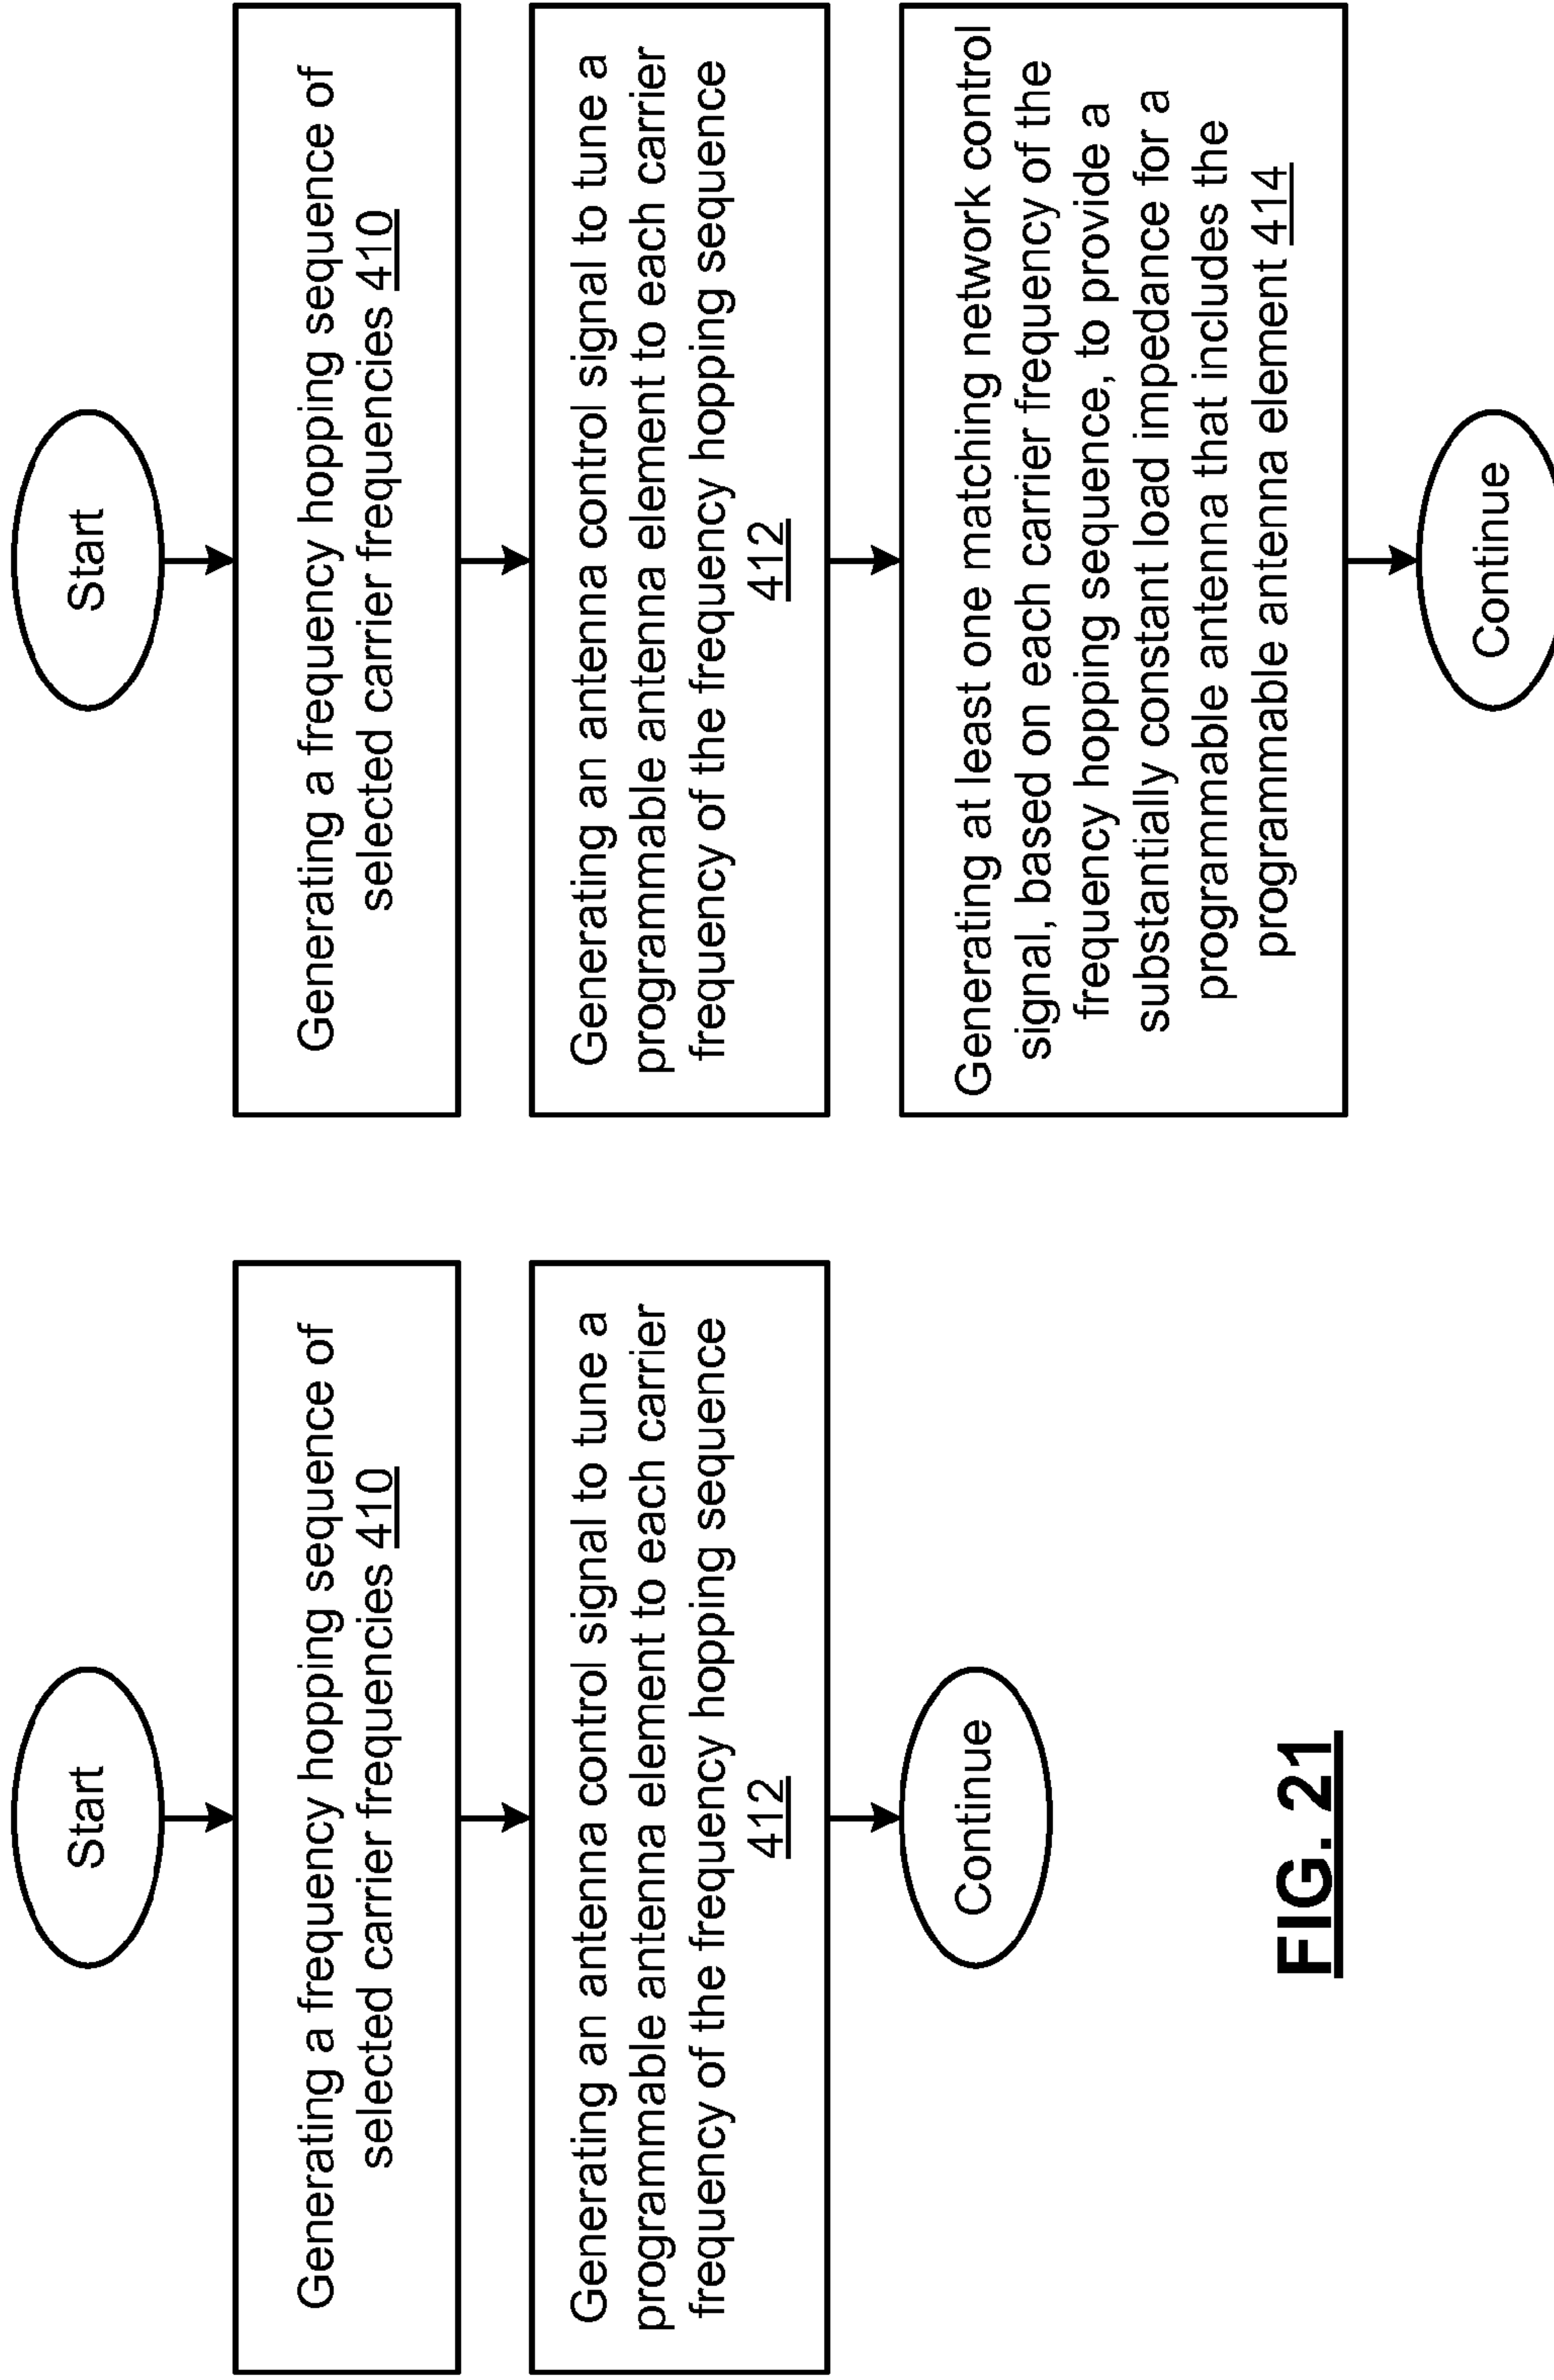 Start
Generating a frequency hopping sequence of
selected carrier frequencies 410
Generating an antenna control signal to tune a
programmable antenna element to each carrier
frequency of the frequency hopping sequence
412
Continue
FIG. 21
Start
Generating a frequency hopping sequence of
selected carrier frequencies 410
Generating an antenna control signal to tune a
programmable antenna element to each carrier
frequency of the frequency hopping sequence
412
Generating at least one matching network control
signal, based on each carrier frequency of the
frequency hopping sequence, to provide a
substantially constant load impedance for a
programmable antenna that includes the
programmable antenna element 414
Continue